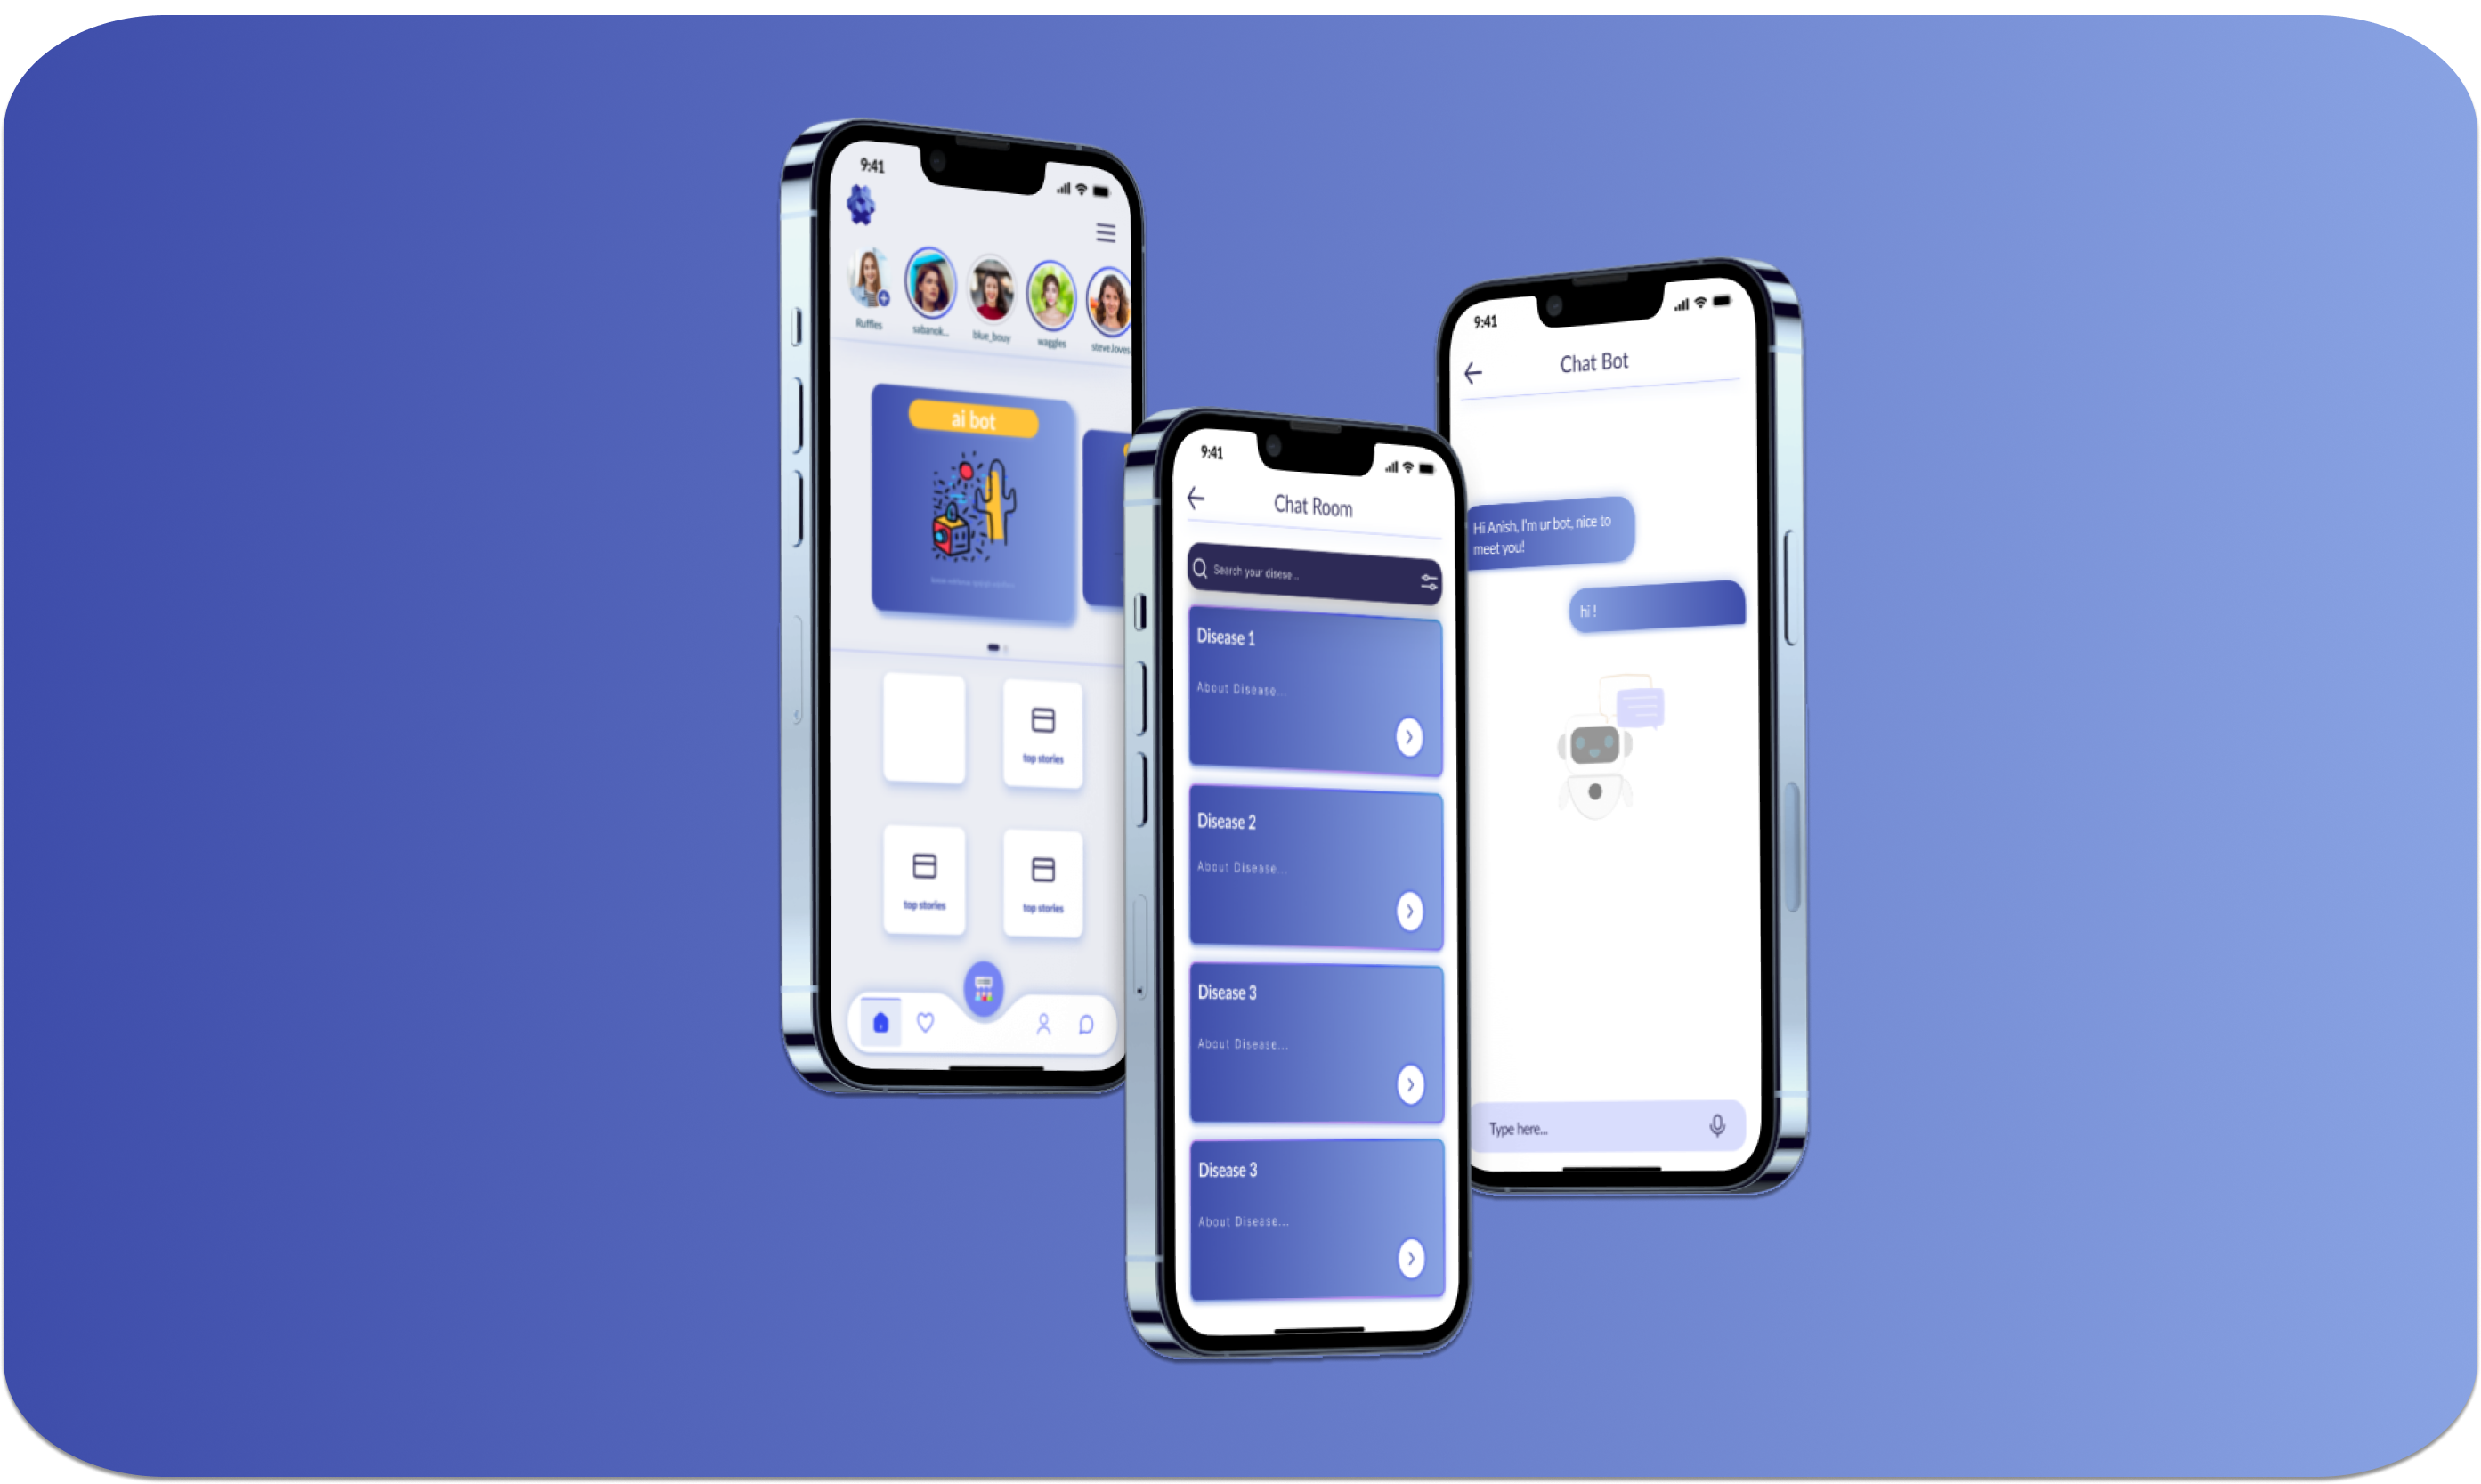 9:41
Ruffles
sabanok...
blue_bouy
waggles
steve.loves
ai bot
top stories
top stories
top stories
9:41
Chat Room
Search your disese ..
Disease 1
About Disease...
Disease 2
About Disease...
Disease 3
About Disease...
Disease 3
About Disease...
9:41
Chat Bot
Hi Anish, I'm ur bot, nice to
meet you!
hi !
Type here...